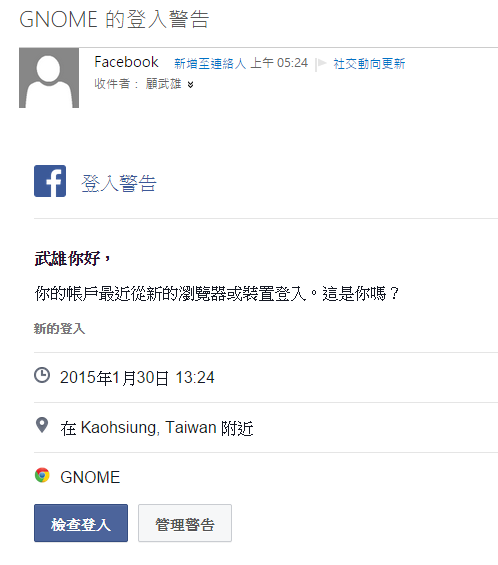 GNOME 的登入警告
Facebook 新增至連絡人 上午 05:24 社交動向更新
收件者： 顧武雄
登入警告
武雄你好，
你的帳戶最近從新的瀏覽器或裝置登入。這是你嗎？
新的登入
2015年1月30日 13:24
在 Kaohsiung, Taiwan 附近
GNOME
檢查登入 管理警告